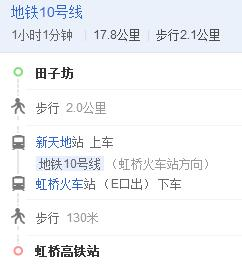 地铁10号线
1小时1分钟 17.8公里 步行2.1公里
田子坊
步行 2.0公里
新天地站 上车
地铁10号线 （虹桥火车站方向）
虹桥火车站 （E口出） 下车
步行 130米
虹桥高铁站